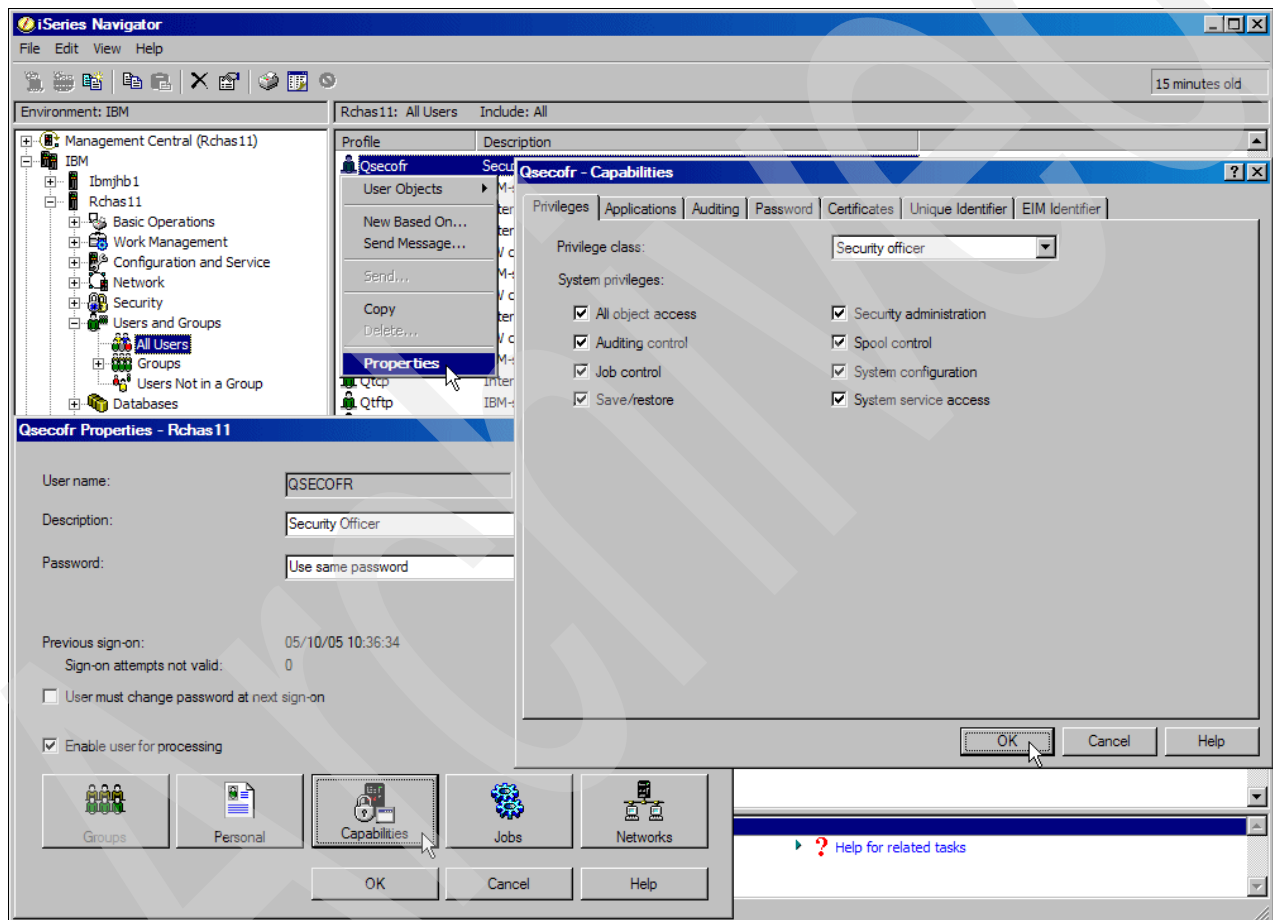 iSeries Navigator
File Edit View Help
15 minutes old
Environment: IBM
Rchas11: All Users Include: All
Management Central (Rchas11)
IBM
Ibmjhb1
Rchas11
Basic Operations
Work Management
Configuration and Service
Network
Security
Users and Groups
All Users
Groups
Users Not in a Group
Databases
Profile Description
Qsecofr
Qtcp
Qtftp IBM-s
User Objects
New Based On...
Send Message...
Send...
Copy
Delete...
Properties
Qsecofr - Capabilities
Privileges Applications Auditing Password Certificates Unique Identifier EIM Identifier
Privilege class: Security officer
System privileges:
All object access Security administration
Auditing control Spool control
Job control System configuration
Save/restore System service access
OK Cancel Help
Qsecofr Properties - Rchas11
User name: QSECOFR
Description: Security Officer
Password: Use same password
Previous sign-on: 05/10/05 10:36:34
Sign-on attempts not valid: 0
User must change password at next sign-on
Enable user for processing
Groups Personal Capabilities Jobs Networks
OK Cancel Help
? Help for related tasks